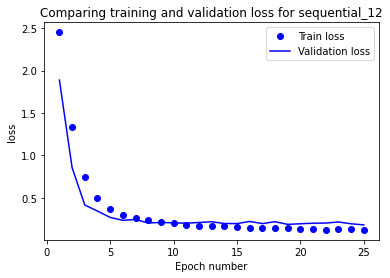 Comparing training and validation loss for sequential_12
Train loss
Validation loss
2.5
2.0
1.5
1.0
0.5
loss
0 5 10 15 20 25
Epoch number